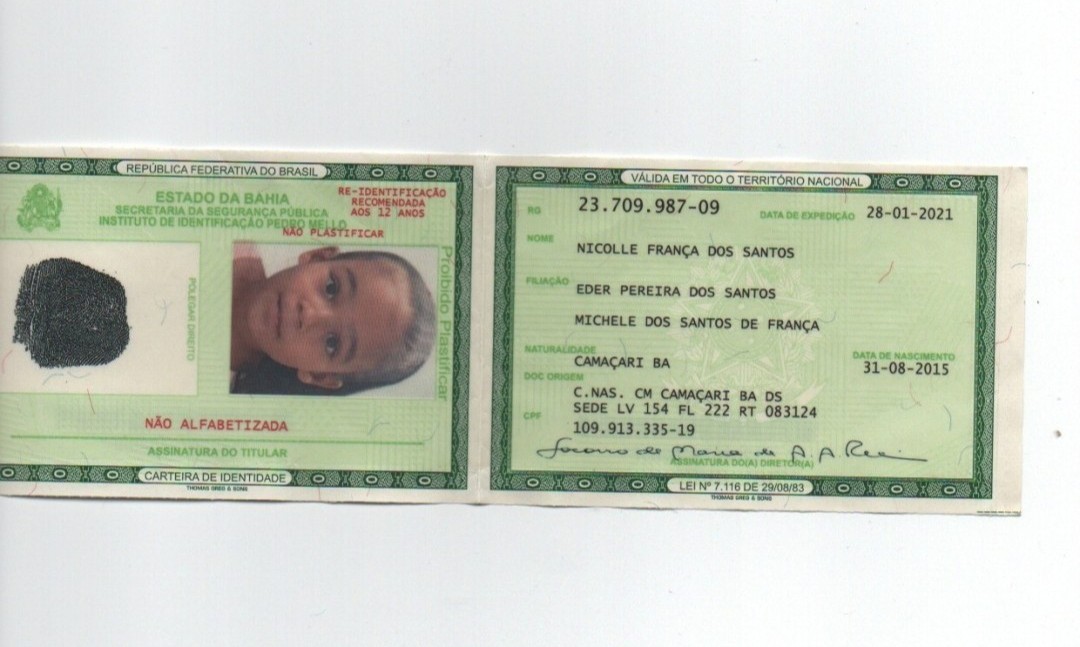 REPÚBLICA FEDERATIVA DO BRASIL
ESTADO DA BAHIA
SECRETARIA DA SEGURANÇA PÚBLICA
INSTITUTO DE IDENTIFICAÇÃO PEDRO MELLO
RE-IDENTIFICAÇÃO
RECOMENDADA
AOS 12 ANOS
NÃO PLASTIFICAR
POLEGAR DIREITO
Proibido Plastificar
NÃO ALFABETIZADA
ASSINATURA DO TITULAR
CARTEIRA DE IDENTIDADE
THOMAS GREG & SONS
VÁLIDA EM TODO O TERRITÓRIO NACIONAL
RG 23.709.987-09 DATA DE EXPEDIÇÃO 28-01-2021
NOME
NICOLLE FRANÇA DOS SANTOS
FILIAÇÃO
EDER PEREIRA DOS SANTOS
MICHELE DOS SANTOS DE FRANÇA
NATURALIDADE DATA DE NASCIMENTO
CAMAÇARI BA 31-08-2015
DOC ORIGEM
C.NAS. CM CAMAÇARI BA DS
SEDE LV 154 FL 222 RT 083124
CPF
109.913.335-19
ASSINATURA DO(A) DIRETOR(A)
LEI Nº 7.116 DE 29/08/83
THOMAS GREG & SONS